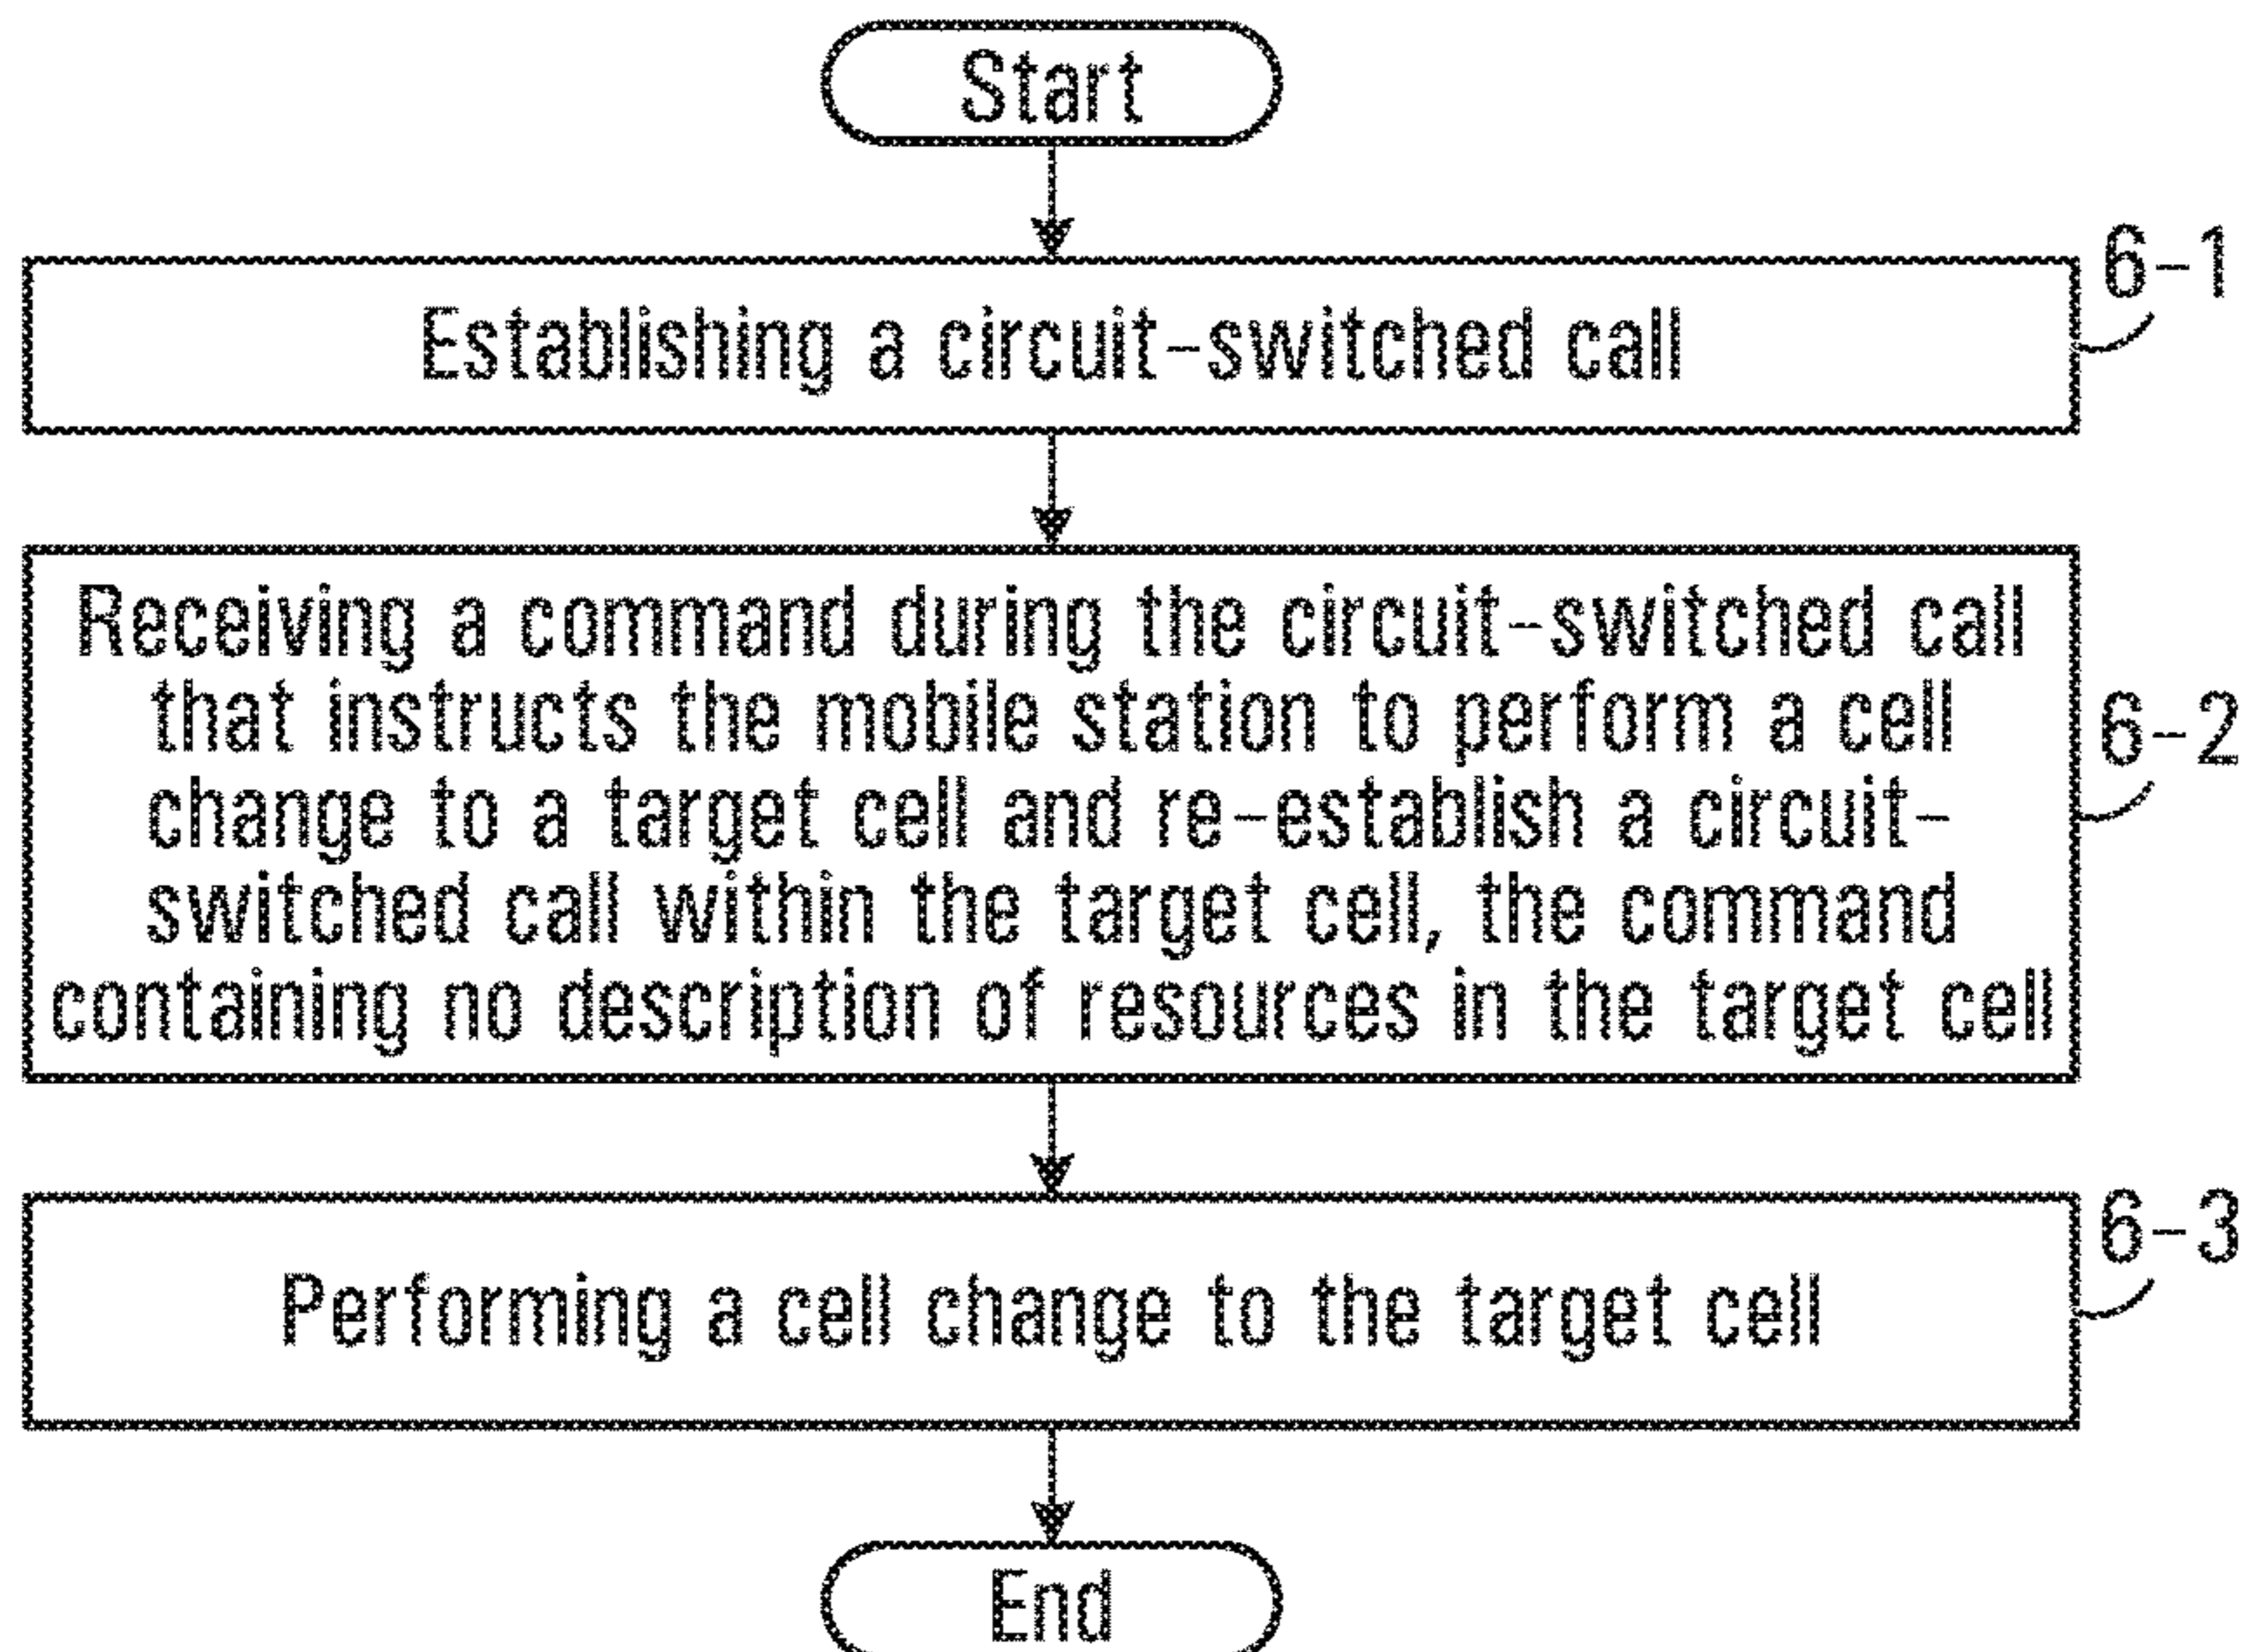 Start
6-1
Establishing a circuit-switched call
Receiving a command during the circuit-switched call
that instructs the mobile station to perform a cell
6-2
change to a target cell and re-establish a circuit-
switched call within the target cell, the command
containing no description of resources in the target cell
6-3
Performing a cell change to the target cell
End